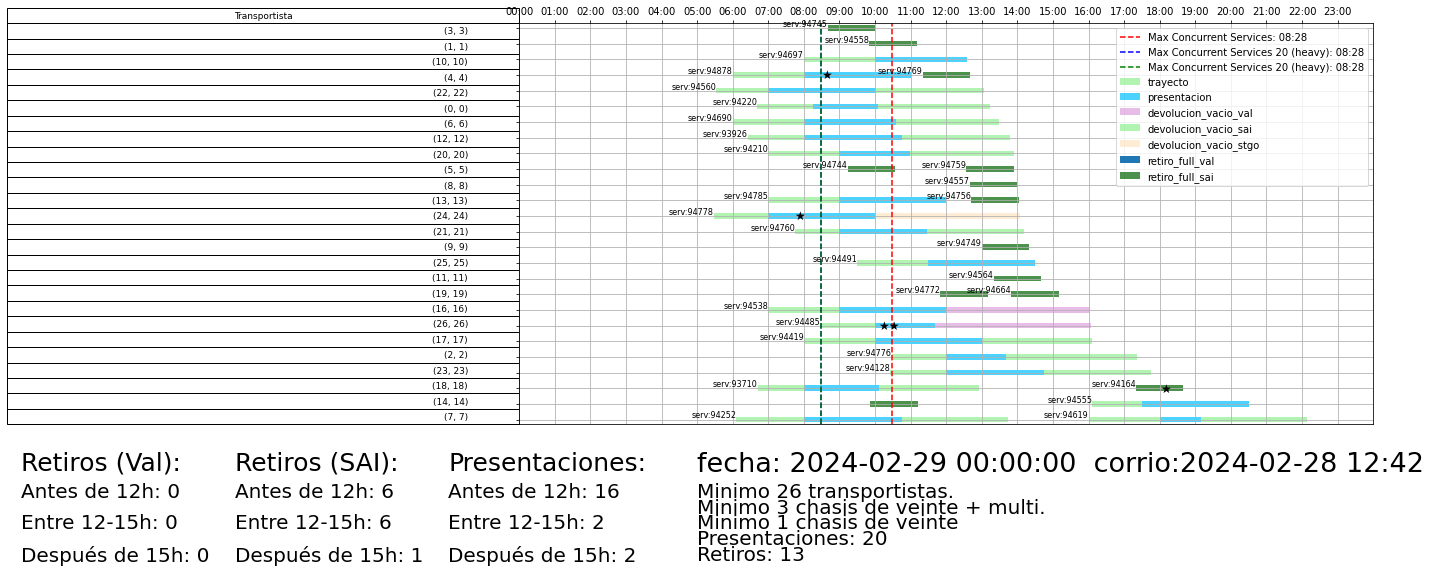 Transportista
00:00 01:00 02:00 03:00 04:00 05:00 06:00 07:00 08:00 09:00 10:00 11:00 12:00 13:00 14:00 15:00 16:00 17:00 18:00 19:00 20:00 21:00 22:00 23:00
(3, 3) serv:94745
(1, 1) serv:94558
(10, 10) serv:94697
(4, 4) serv:94878 serv:94769
(22, 22) serv:94560
(0, 0) serv:94220
(6, 6) serv:94690
(12, 12) serv:93926
(20, 20) serv:94210
(5, 5) serv:94744 serv:94759
(8, 8) serv:94557
(13, 13) serv:94785 serv:94756
(24, 24) serv:94778
(21, 21) serv:94760
(9, 9) serv:94749
(25, 25) serv:94491
(11, 11) serv:94564
(19, 19) serv:94772 serv:94664
(16, 16) serv:94538
(26, 26) serv:94485
(17, 17) serv:94419
(2, 2) serv:94776
(23, 23) serv:94128
(18, 18) serv:93710 serv:94164
(14, 14) serv:94555
(7, 7) serv:94252 serv:94619
Max Concurrent Services: 08:28
Max Concurrent Services 20 (heavy): 08:28
Max Concurrent Services 20 (heavy): 08:28
trayecto
presentacion
devolucion_vacio_val
devolucion_vacio_sai
devolucion_vacio_stgo
retiro_full_val
retiro_full_sai
Retiros (Val):
Antes de 12h: 0
Entre 12-15h: 0
Después de 15h: 0
Retiros (SAI):
Antes de 12h: 6
Entre 12-15h: 6
Después de 15h: 1
Presentaciones:
Antes de 12h: 16
Entre 12-15h: 2
Después de 15h: 2
fecha: 2024-02-29 00:00:00 corrio:2024-02-28 12:42
Minimo 26 transportistas.
Minimo 3 chasis de veinte + multi.
Minimo 1 chasis de veinte
Presentaciones: 20
Retiros: 13